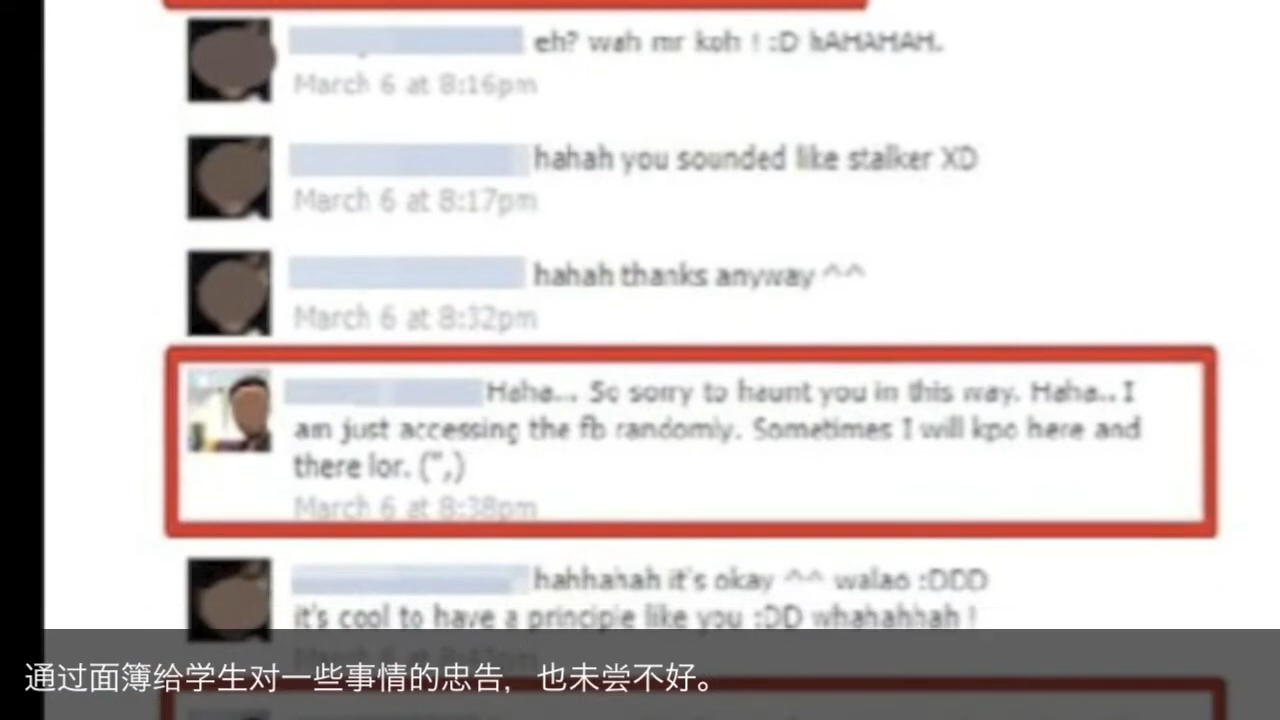 eh? wah mr koh ! :D hAHAHAH.
March 6 at 8:16pm
hahah you sounded like stalker XD
March 6 at 8:17pm
hahah thanks anyway ^^
March 6 at 8:32pm
Haha... So sorry to haunt you in this way. Haha.. I
am just accessing the fb randomly. Sometimes I will kpo here and
there lor. (",)
March 6 at 8:38pm
hahhahah it's okay ^^ walao :DDD
it's cool to have a principle like you :DD whahahhah !
通过面簿给学生对一些事情的忠告，也未尝不好。